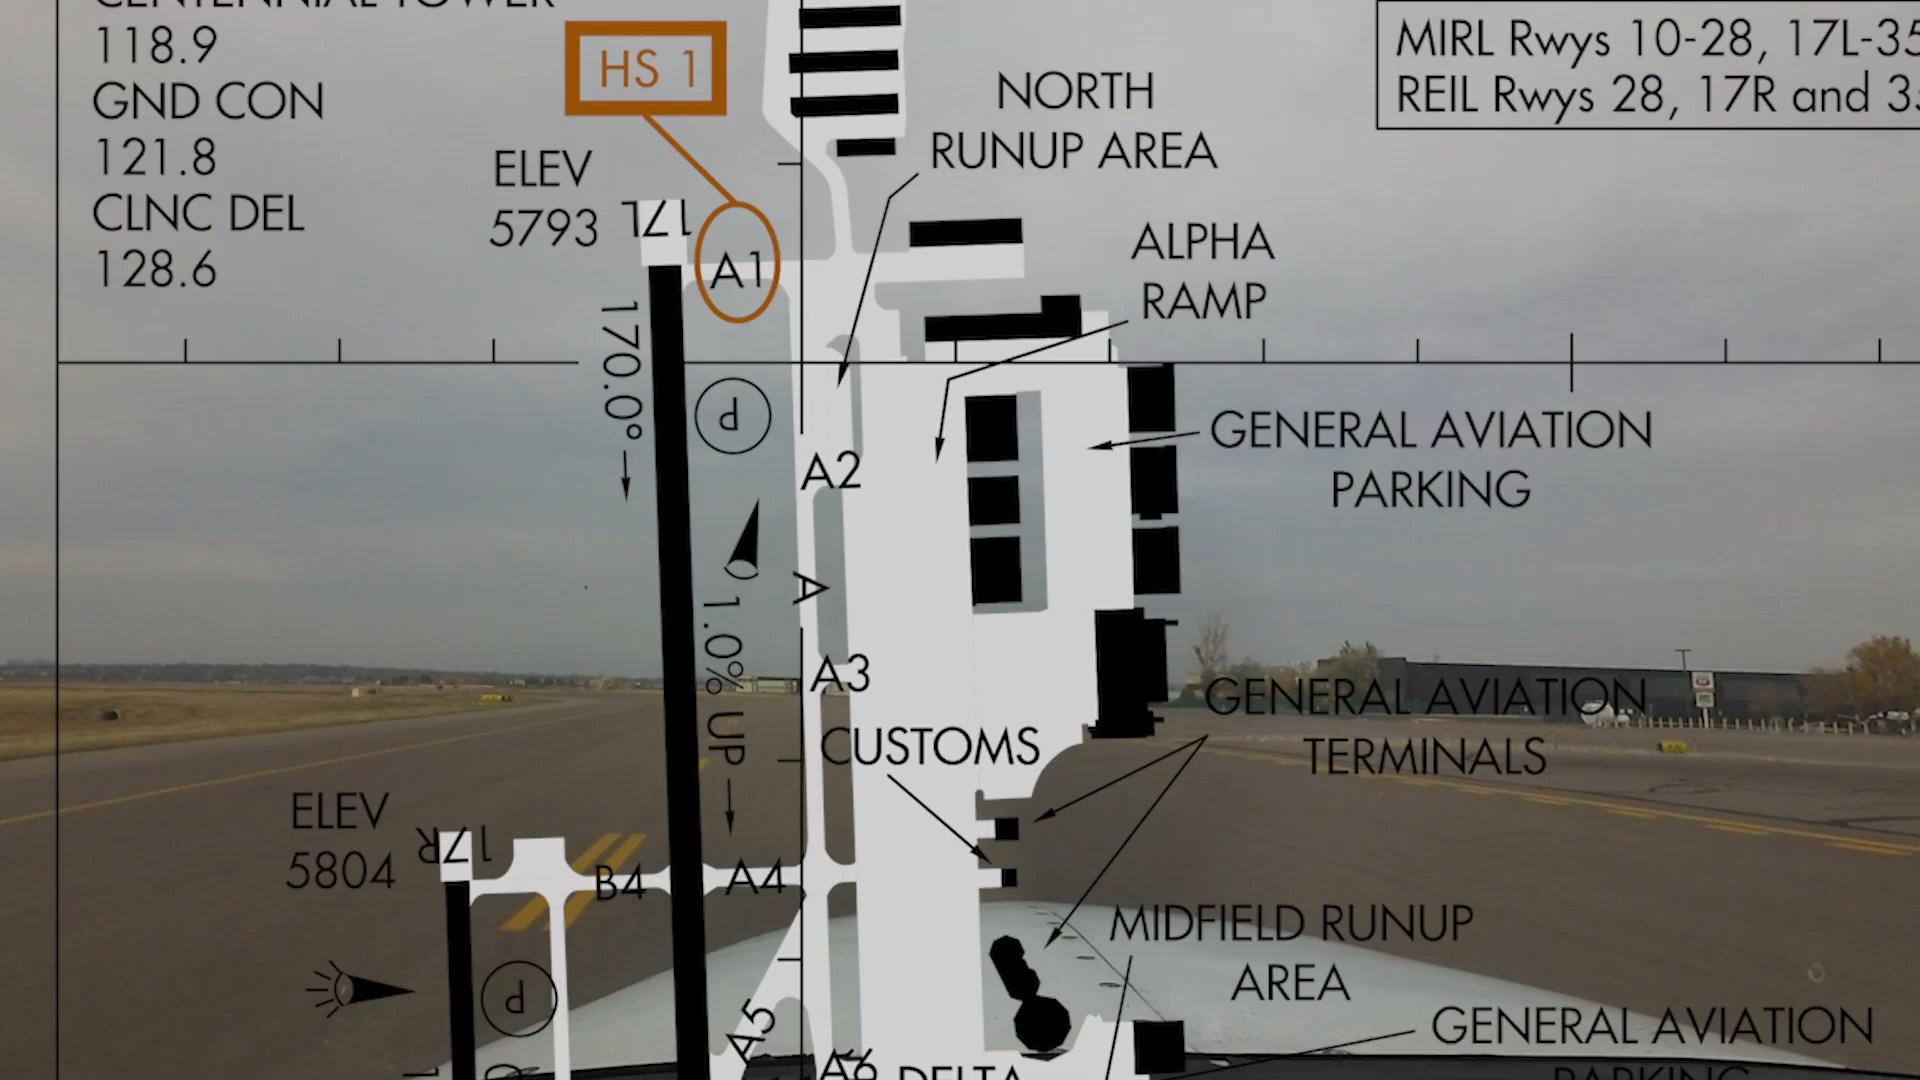 CENTENNIAL TOWER
118.9
GND CON
121.8
CLNC DEL
128.6
HS 1
ELEV
5793
17L
A1
NORTH
RUNUP AREA
MIRL Rwys 10-28, 17L-35
REIL Rwys 28, 17R and 35
ALPHA
RAMP
170.0°
P
A2
GENERAL AVIATION
PARKING
A
1.0% UP
A3
GENERAL AVIATION
TERMINALS
CUSTOMS
ELEV
5804
17R
B4
A4
P
MIDFIELD RUNUP
AREA
A5
A6
DELTA
GENERAL AVIATION
PARKING